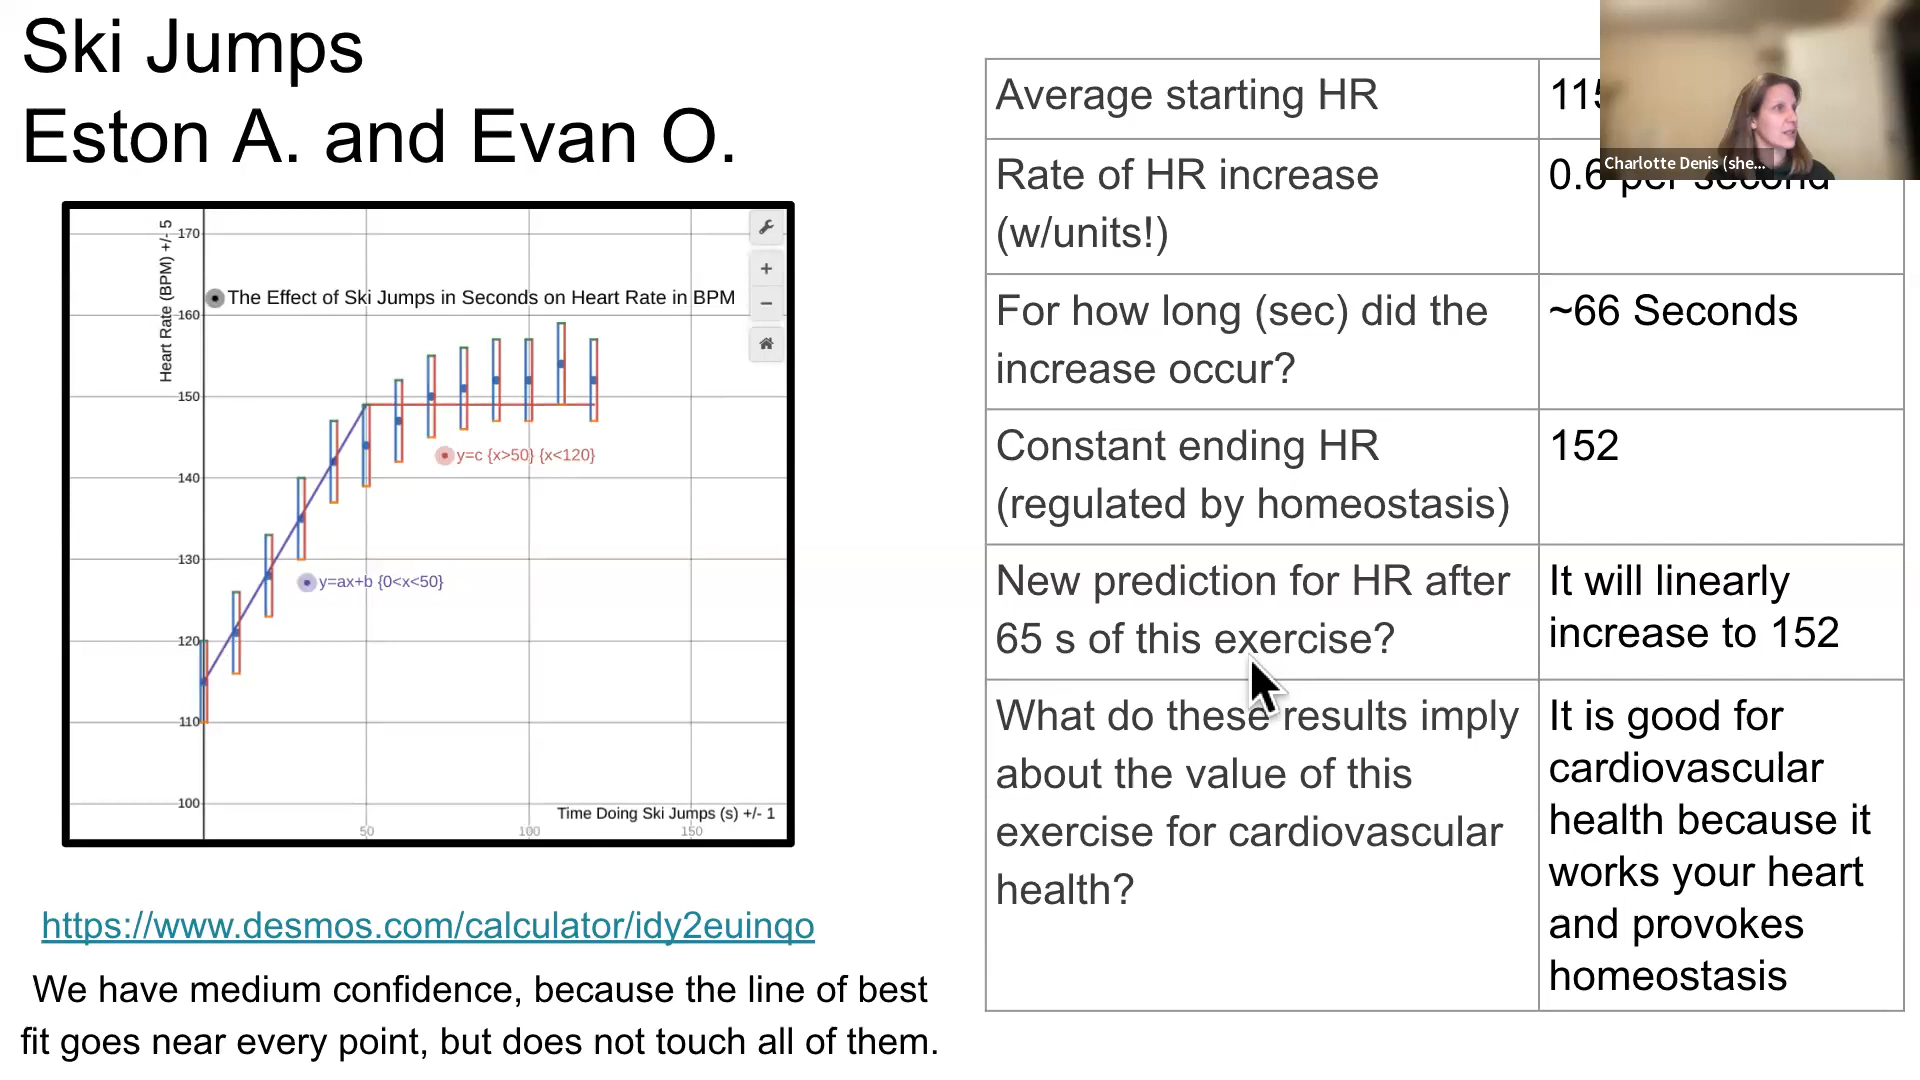 Ski Jumps
Eston A. and Evan O.
Heart Rate (BPM) +/- 5
170
160
150
140
130
120
110
100
The Effect of Ski Jumps in Seconds on Heart Rate in BPM
y=c {x>50} {x<120}
y=ax+b {0<x<50}
Time Doing Ski Jumps (s) +/- 1
50
100
150
https://www.desmos.com/calculator/idy2euinqo
We have medium confidence, because the line of best
fit goes near every point, but does not touch all of them.
Average starting HR
115
Rate of HR increase
(w/units!)
0.6 per second
For how long (sec) did the
increase occur?
~66 Seconds
Constant ending HR
(regulated by homeostasis)
152
New prediction for HR after
65 s of this exercise?
It will linearly
increase to 152
What do these results imply
about the value of this
exercise for cardiovascular
health?
It is good for
cardiovascular
health because it
works your heart
and provokes
homeostasis
Charlotte Denis (she...